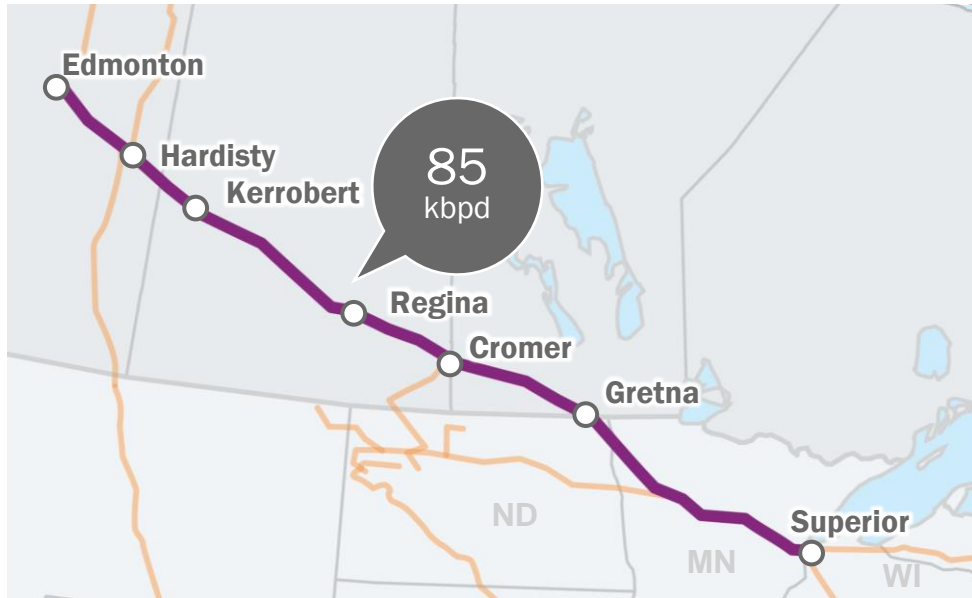 Edmonton
Hardisty
Kerrobert
85
kbpd
Regina
Cromer
Gretna
ND
Superior
MN
WI